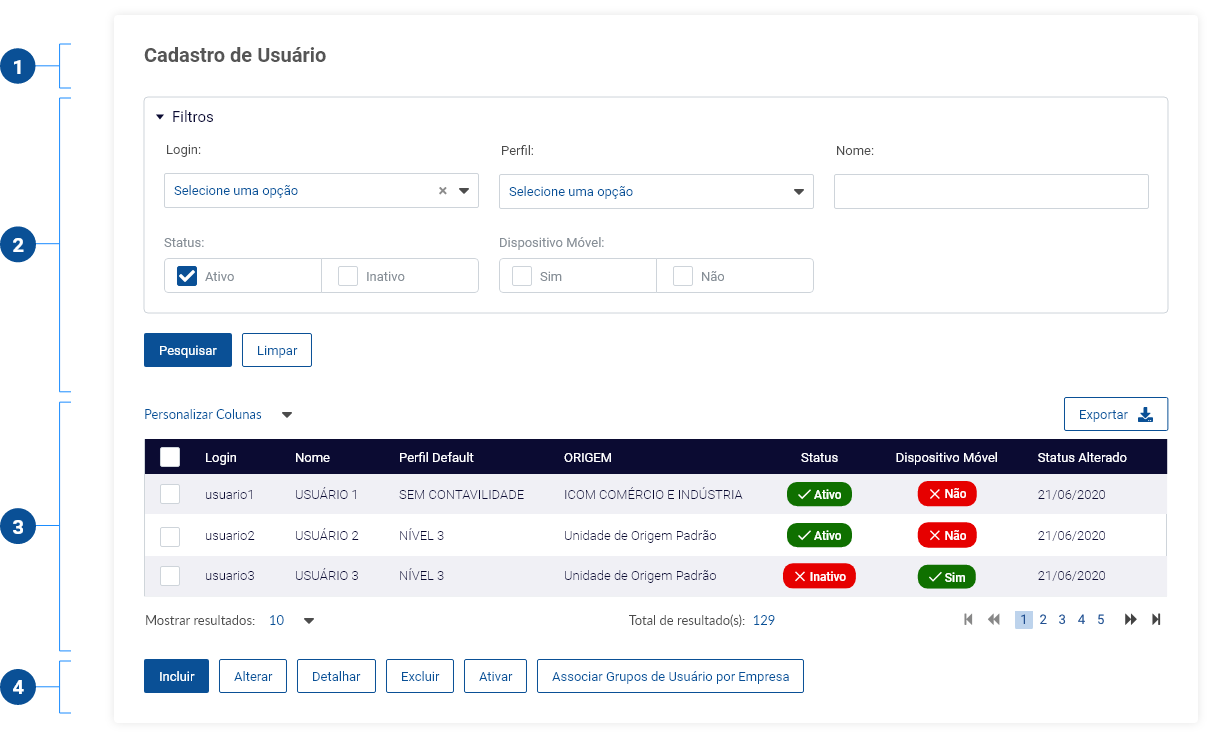 1
Cadastro de Usuário
2
Filtros
Login: Perfil: Nome:
Selecione uma opção × Selecione uma opção
Status: Dispositivo Móvel:
Ativo Inativo Sim Não
Pesquisar Limpar
3
Personalizar Colunas Exportar
Login Nome Perfil Default ORIGEM Status Dispositivo Móvel Status Alterado
usuario1 USUÁRIO 1 SEM CONTAVILIDADE ICOM COMÉRCIO E INDÚSTRIA Ativo Não 21/06/2020
usuario2 USUÁRIO 2 NÍVEL 3 Unidade de Origem Padrão Ativo Não 21/06/2020
usuario3 USUÁRIO 3 NÍVEL 3 Unidade de Origem Padrão Inativo Sim 21/06/2020
Mostrar resultados: 10 Total de resultado(s): 129 1 2 3 4 5
4
Incluir Alterar Detalhar Excluir Ativar Associar Grupos de Usuário por Empresa